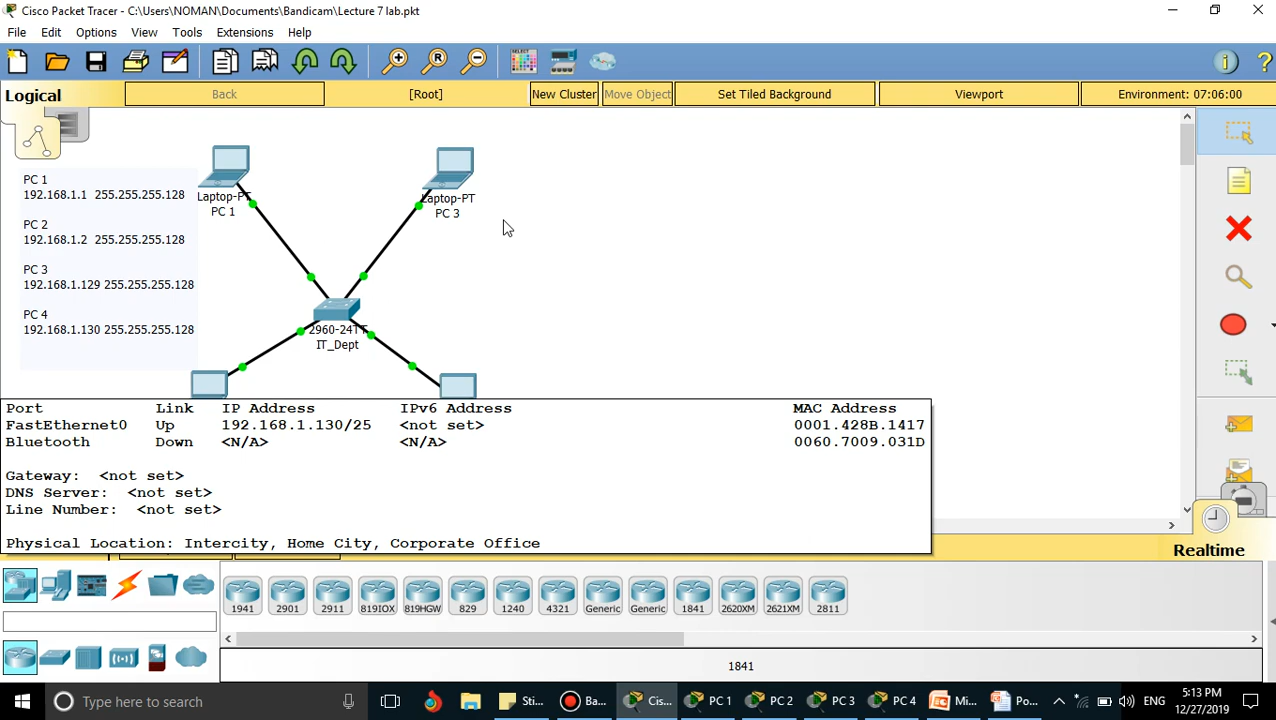 Cisco Packet Tracer - C:\Users\NOMAN\Documents\Bandicam\Lecture 7 lab.pkt
File Edit Options View Tools Extensions Help
Logical Back [Root] New Cluster Move Object Set Tiled Background Viewport Environment: 07:06:00
PC 1
192.168.1.1 255.255.255.128
PC 2
192.168.1.2 255.255.255.128
PC 3
192.168.1.129 255.255.255.128
PC 4
192.168.1.130 255.255.255.128
Laptop-PT
PC 1
Laptop-PT
PC 3
2960-24TT
IT_Dept
Port Link IP Address IPv6 Address MAC Address
FastEthernet0 Up 192.168.1.130/25 <not set> 0001.428B.1417
Bluetooth Down <N/A> <N/A> 0060.7009.031D
Gateway: <not set>
DNS Server: <not set>
Line Number: <not set>
Physical Location: Intercity, Home City, Corporate Office
Realtime
1941 2901 2911 819IOX 819HGW 829 1240 4321 Generic Generic 1841 2620XM 2621XM 2811
1841
Type here to search
Sti... Ba... Cis... PC 1 PC 2 PC 3 PC 4 Mi... Po... ENG
5:13 PM
12/27/2019